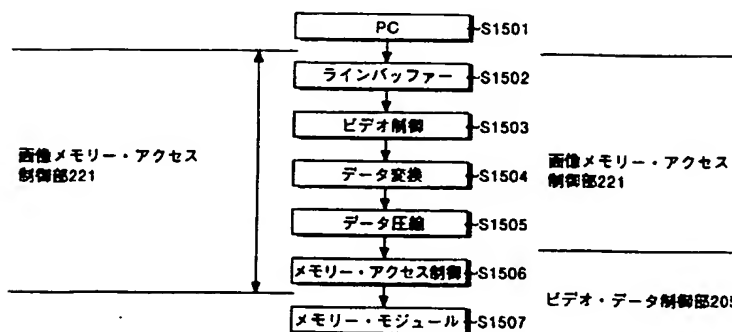 PC
S1501
ラインバッファー
S1502
ビデオ制御
S1503
画像メモリー・アクセス
制御部221
データ変換
S1504
画像メモリー・アクセス
制御部221
データ圧縮
S1505
メモリー・アクセス制御
S1506
ビデオ・データ制御部205
メモリー・モジュール
S1507